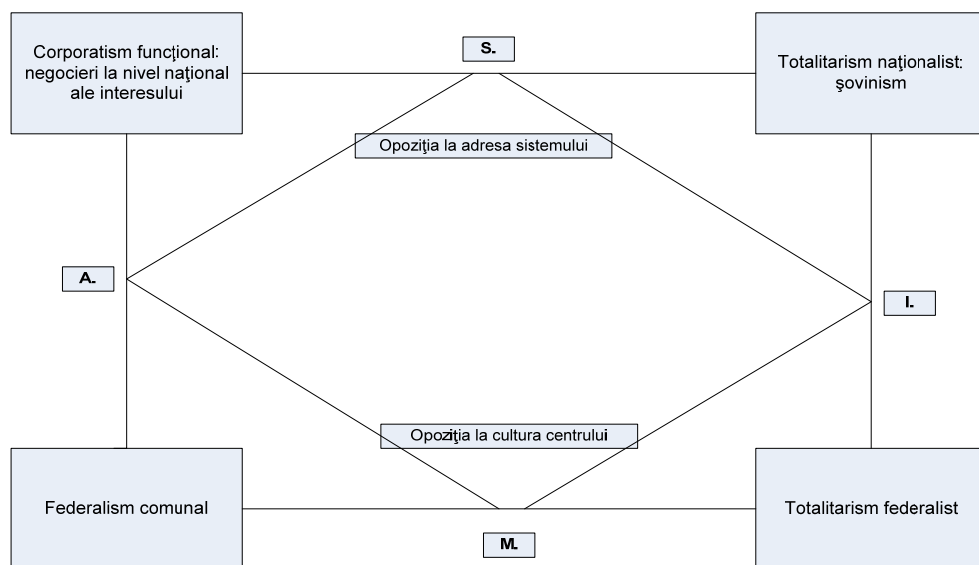 Corporatism funcţional:
negocieri la nivel naţional
ale interesului
S.
Totalitarism naţionalist:
şovinism
Opoziţia la adresa sistemului
A.
I.
Opoziţia la cultura centrului
Federalism comunal
Totalitarism federalist
M.